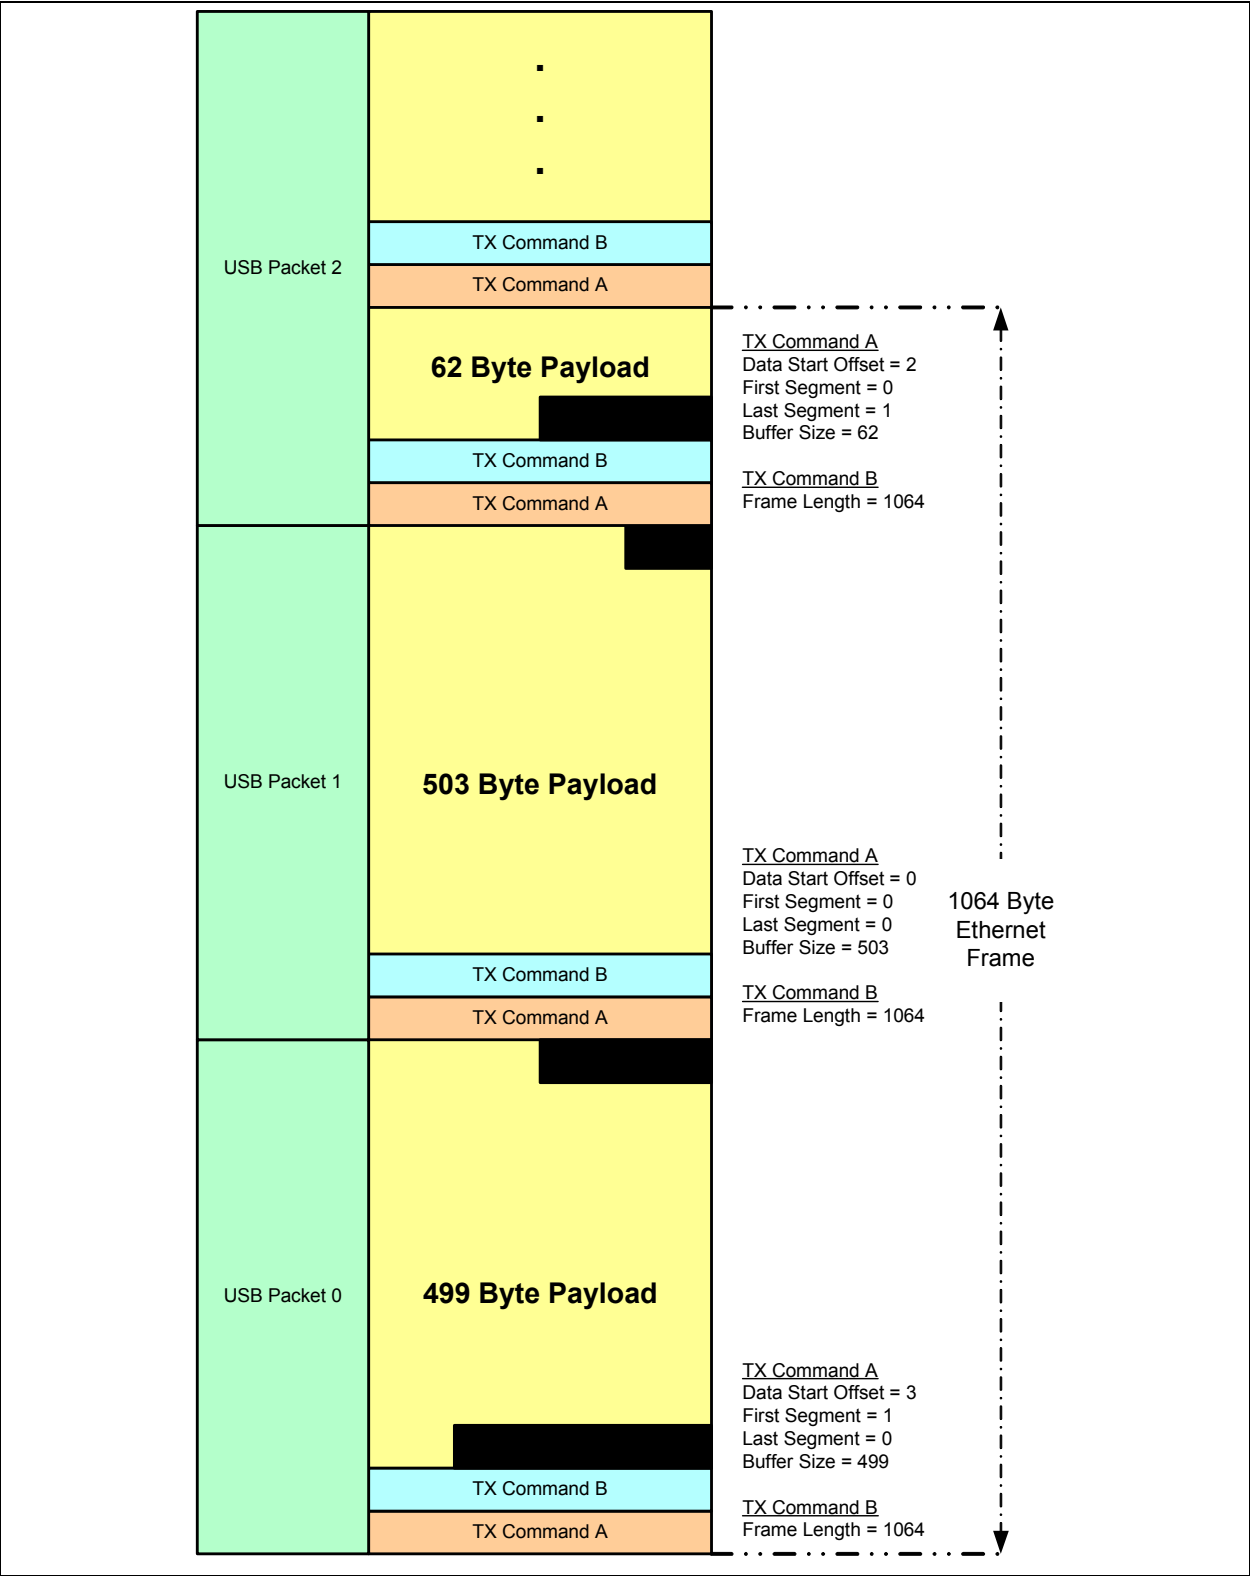 USB Packet 2
TX Command B
TX Command A
62 Byte Payload
TX Command B
TX Command A
TX Command A
Data Start Offset = 2
First Segment = 0
Last Segment = 1
Buffer Size = 62
TX Command B
Frame Length = 1064
USB Packet 1
503 Byte Payload
TX Command B
TX Command A
TX Command A
Data Start Offset = 0
First Segment = 0
Last Segment = 0
Buffer Size = 503
TX Command B
Frame Length = 1064
1064 Byte
Ethernet
Frame
USB Packet 0
499 Byte Payload
TX Command B
TX Command A
TX Command A
Data Start Offset = 3
First Segment = 1
Last Segment = 0
Buffer Size = 499
TX Command B
Frame Length = 1064